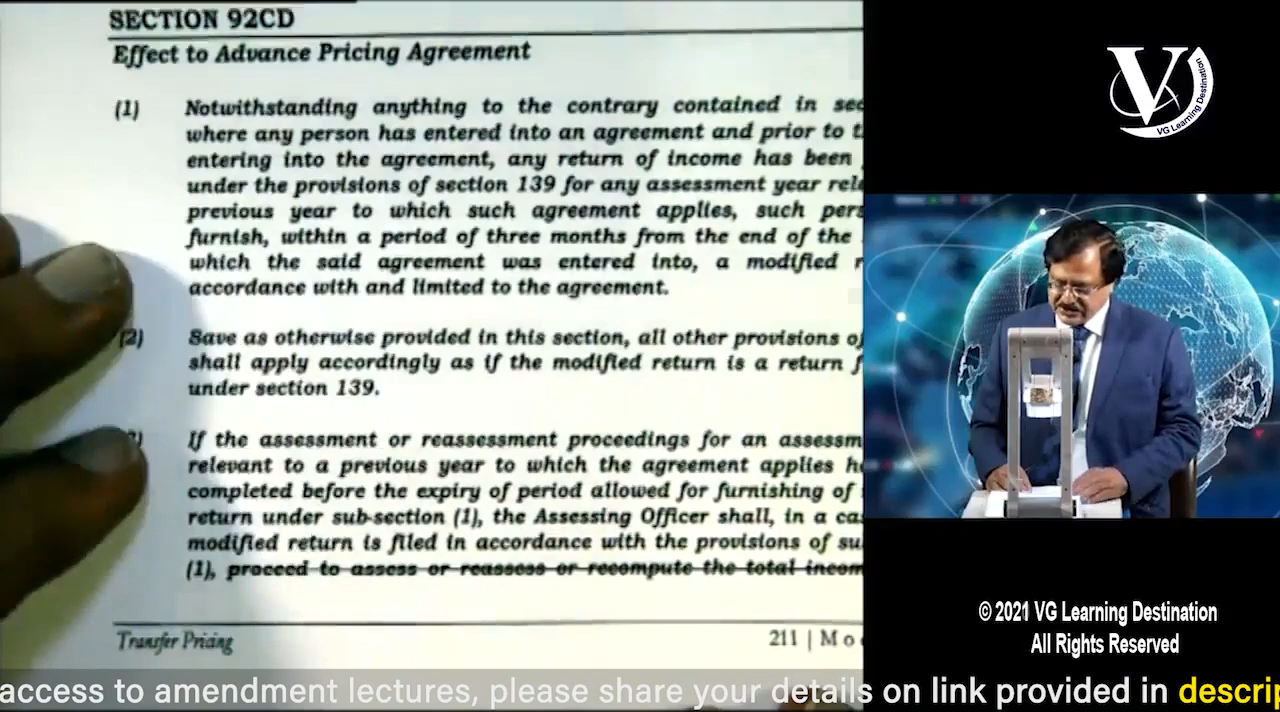 SECTION 92CD
Effect to Advance Pricing Agreement
(1) Notwithstanding anything to the contrary contained in
where any person has entered into an agreement and prior to
entering into the agreement, any return of income has been
under the provisions of section 139 for any assessment year
previous year to which such agreement applies, such
furnish, within a period of three months from the end of the
which the said agreement was entered into, a modified
accordance with and limited to the agreement.
(2) Save as otherwise provided in this section, all other provisions
shall apply accordingly as if the modified return is a return
under section 139.
If the assessment or reassessment proceedings for an
relevant to a previous year to which the agreement applies
completed before the expiry of period allowed for furnishing of
return under sub-section (1), the Assessing Officer shall, in a
modified return is filed in accordance with the provisions of
(1), proceed to assess or reassess or recompute the total
Transfer Pricing
211 |
V
VG Learning Destination
© 2021 VG Learning Destination
All Rights Reserved
access to amendment lectures, please share your details on link provided in descrip